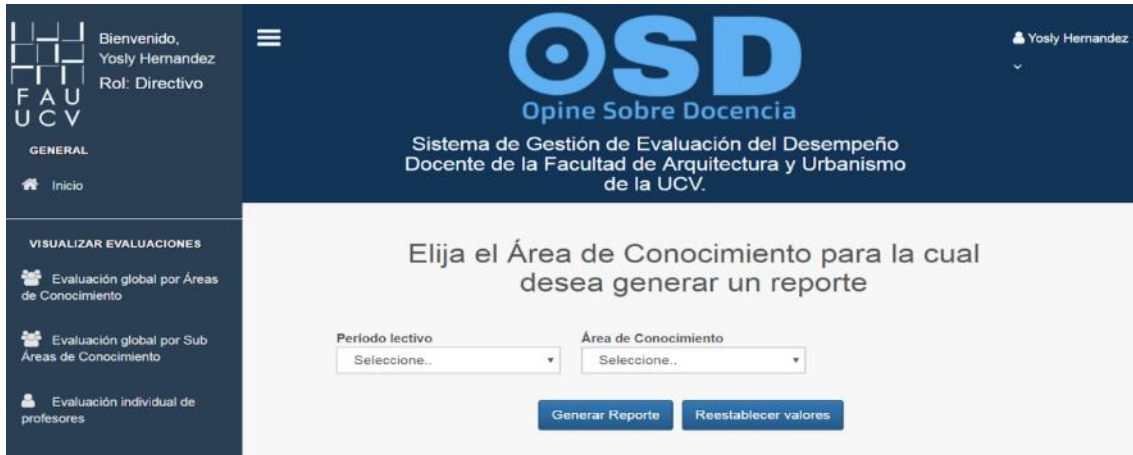 Bienvenido,
Yosly Hernandez
Rol: Directivo
FAU
UCV
GENERAL
Inicio
VISUALIZAR EVALUACIONES
Evaluación global por Áreas
de Conocimiento
Evaluación global por Sub
Áreas de Conocimiento
Evaluación individual de
profesores
OSD
Opine Sobre Docencia
Yosly Hernandez
Sistema de Gestión de Evaluación del Desempeño
Docente de la Facultad de Arquitectura y Urbanismo
de la UCV.
Elija el Área de Conocimiento para la cual
desea generar un reporte
Periodo lectivo
Seleccione..
Área de Conocimiento
Seleccione..
Generar Reporte
Reestablecer valores